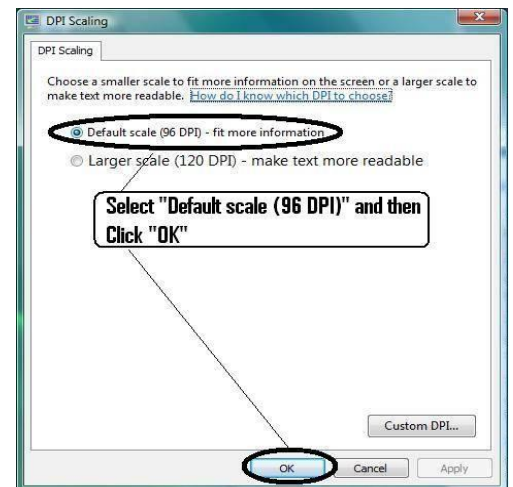 DPI Scaling
DPI Scaling
Choose a smaller scale to fit more information on the screen or a larger scale to
make text more readable. How do I know which DPI to choose?
Default scale (96 DPI) - fit more information
Larger scale (120 DPI) - make text more readable
Select "Default scale (96 DPI)" and then
Click "OK"
Custom DPI...
OK Cancel Apply